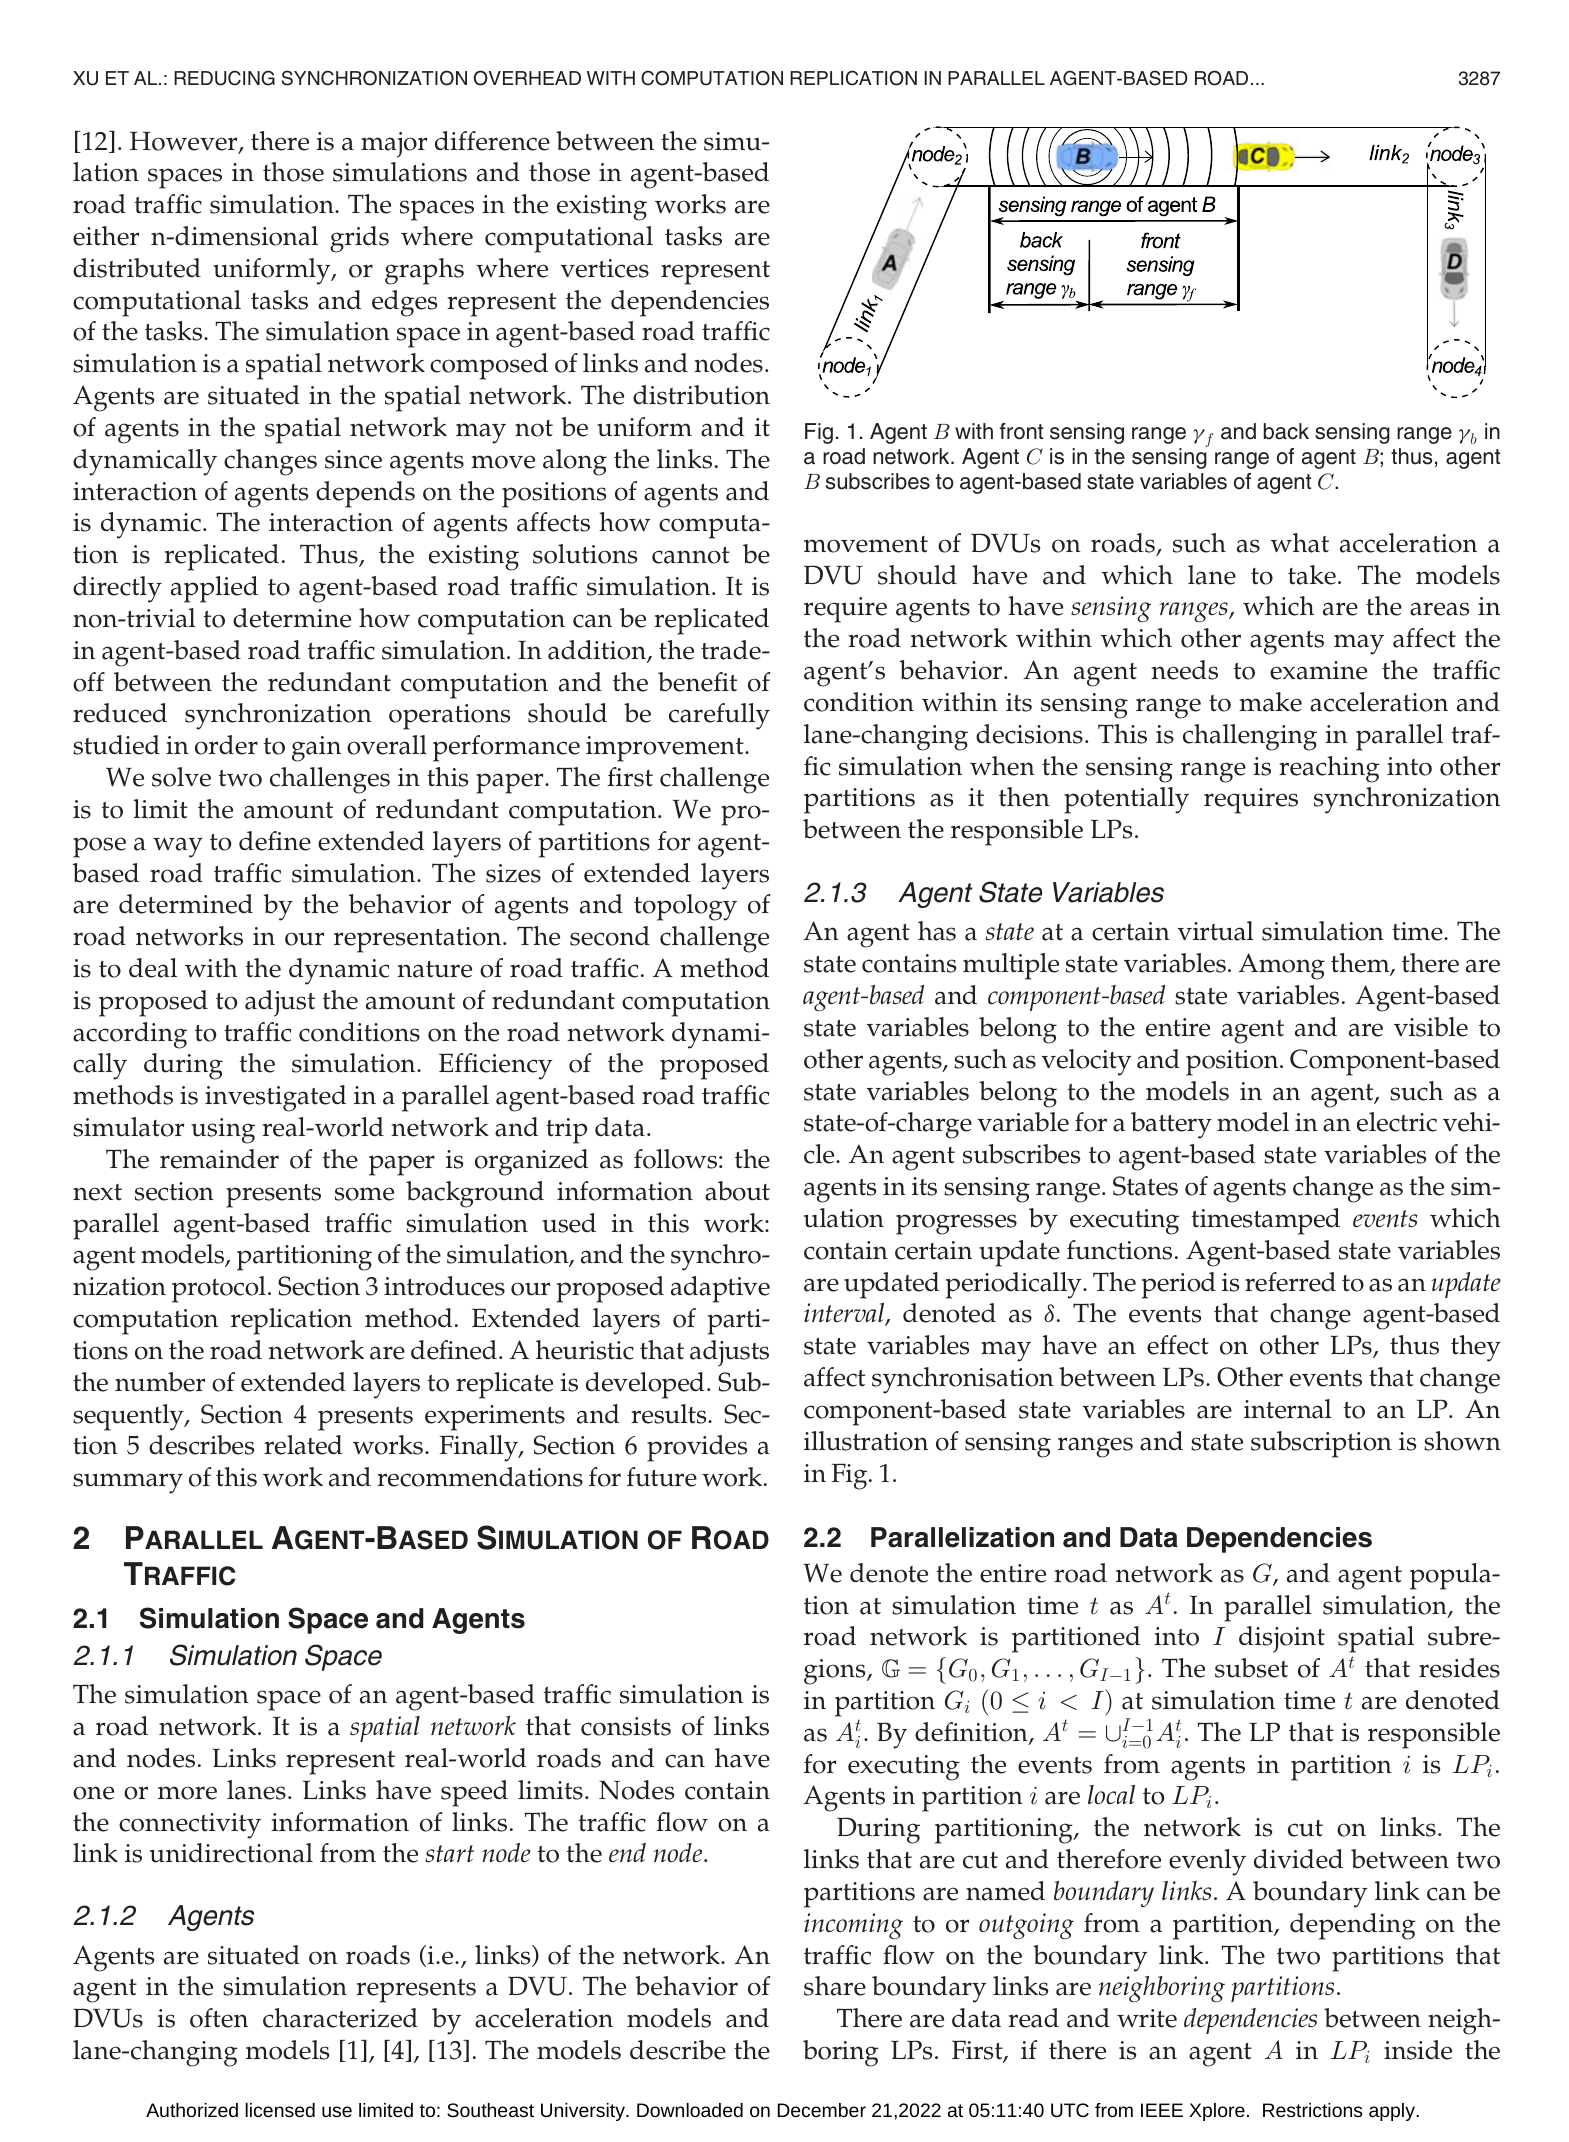 XU ET AL.: REDUCING SYNCHRONIZATION OVERHEAD WITH COMPUTATION REPLICATION IN PARALLEL AGENT-BASED ROAD...
3287
[12]. However, there is a major difference between the simu-
lation spaces in those simulations and those in agent-based
road traffic simulation. The spaces in the existing works are
either n-dimensional grids where computational tasks are
distributed uniformly, or graphs where vertices represent
computational tasks and edges represent the dependencies
of the tasks. The simulation space in agent-based road traffic
simulation is a spatial network composed of links and nodes.
Agents are situated in the spatial network. The distribution
of agents in the spatial network may not be uniform and it
dynamically changes since agents move along the links. The
interaction of agents depends on the positions of agents and
is dynamic. The interaction of agents affects how computa-
tion is replicated. Thus, the existing solutions cannot be
directly applied to agent-based road traffic simulation. It is
non-trivial to determine how computation can be replicated
in agent-based road traffic simulation. In addition, the trade-
off between the redundant computation and the benefit of
reduced synchronization operations should be carefully
studied in order to gain overall performance improvement.
We solve two challenges in this paper. The first challenge
is to limit the amount of redundant computation. We pro-
pose a way to define extended layers of partitions for agent-
based road traffic simulation. The sizes of extended layers
are determined by the behavior of agents and topology of
road networks in our representation. The second challenge
is to deal with the dynamic nature of road traffic. A method
is proposed to adjust the amount of redundant computation
according to traffic conditions on the road network dynami-
cally during the simulation. Efficiency of the proposed
methods is investigated in a parallel agent-based road traffic
simulator using real-world network and trip data.
The remainder of the paper is organized as follows: the
next section presents some background information about
parallel agent-based traffic simulation used in this work:
agent models, partitioning of the simulation, and the synchro-
nization protocol. Section 3 introduces our proposed adaptive
computation replication method. Extended layers of parti-
tions on the road network are defined. A heuristic that adjusts
the number of extended layers to replicate is developed. Sub-
sequently, Section 4 presents experiments and results. Sec-
tion 5 describes related works. Finally, Section 6 provides a
summary of this work and recommendations for future work.
2 PARALLEL AGENT-BASED SIMULATION OF ROAD
TRAFFIC
2.1 Simulation Space and Agents
2.1.1 Simulation Space
The simulation space of an agent-based traffic simulation is
a road network. It is a spatial network that consists of links
and nodes. Links represent real-world roads and can have
one or more lanes. Links have speed limits. Nodes contain
the connectivity information of links. The traffic flow on a
link is unidirectional from the start node to the end node.
2.1.2 Agents
Agents are situated on roads (i.e., links) of the network. An
agent in the simulation represents a DVU. The behavior of
DVUs is often characterized by acceleration models and
lane-changing models [1], [4], [13]. The models describe the
node₂
B
C
link₂
node₃
sensing range of agent B
back
sensing
range γ_b
front
sensing
range γ_f
A
link₁
node₁
link₃
D
node₄
Fig. 1. Agent B with front sensing range γ_f and back sensing range γ_b in
a road network. Agent C is in the sensing range of agent B; thus, agent
B subscribes to agent-based state variables of agent C.
movement of DVUs on roads, such as what acceleration a
DVU should have and which lane to take. The models
require agents to have sensing ranges, which are the areas in
the road network within which other agents may affect the
agent's behavior. An agent needs to examine the traffic
condition within its sensing range to make acceleration and
lane-changing decisions. This is challenging in parallel traf-
fic simulation when the sensing range is reaching into other
partitions as it then potentially requires synchronization
between the responsible LPs.
2.1.3 Agent State Variables
An agent has a state at a certain virtual simulation time. The
state contains multiple state variables. Among them, there are
agent-based and component-based state variables. Agent-based
state variables belong to the entire agent and are visible to
other agents, such as velocity and position. Component-based
state variables belong to the models in an agent, such as a
state-of-charge variable for a battery model in an electric vehi-
cle. An agent subscribes to agent-based state variables of the
agents in its sensing range. States of agents change as the sim-
ulation progresses by executing timestamped events which
contain certain update functions. Agent-based state variables
are updated periodically. The period is referred to as an update
interval, denoted as δ. The events that change agent-based
state variables may have an effect on other LPs, thus they
affect synchronisation between LPs. Other events that change
component-based state variables are internal to an LP. An
illustration of sensing ranges and state subscription is shown
in Fig. 1.
2.2 Parallelization and Data Dependencies
We denote the entire road network as G, and agent popula-
tion at simulation time t as A^t. In parallel simulation, the
road network is partitioned into I disjoint spatial subre-
gions, 𝔾 = {G_0, G_1, . . . , G_{I−1}}. The subset of A^t that resides
in partition G_i (0 ≤ i < I) at simulation time t are denoted
as A_i^t. By definition, A^t = ∪_{i=0}^{I−1} A_i^t. The LP that is responsible
for executing the events from agents in partition i is LP_i.
Agents in partition i are local to LP_i.
During partitioning, the network is cut on links. The
links that are cut and therefore evenly divided between two
partitions are named boundary links. A boundary link can be
incoming to or outgoing from a partition, depending on the
traffic flow on the boundary link. The two partitions that
share boundary links are neighboring partitions.
There are data read and write dependencies between neigh-
boring LPs. First, if there is an agent A in LP_i inside the
Authorized licensed use limited to: Southeast University. Downloaded on December 21,2022 at 05:11:40 UTC from IEEE Xplore. Restrictions apply.